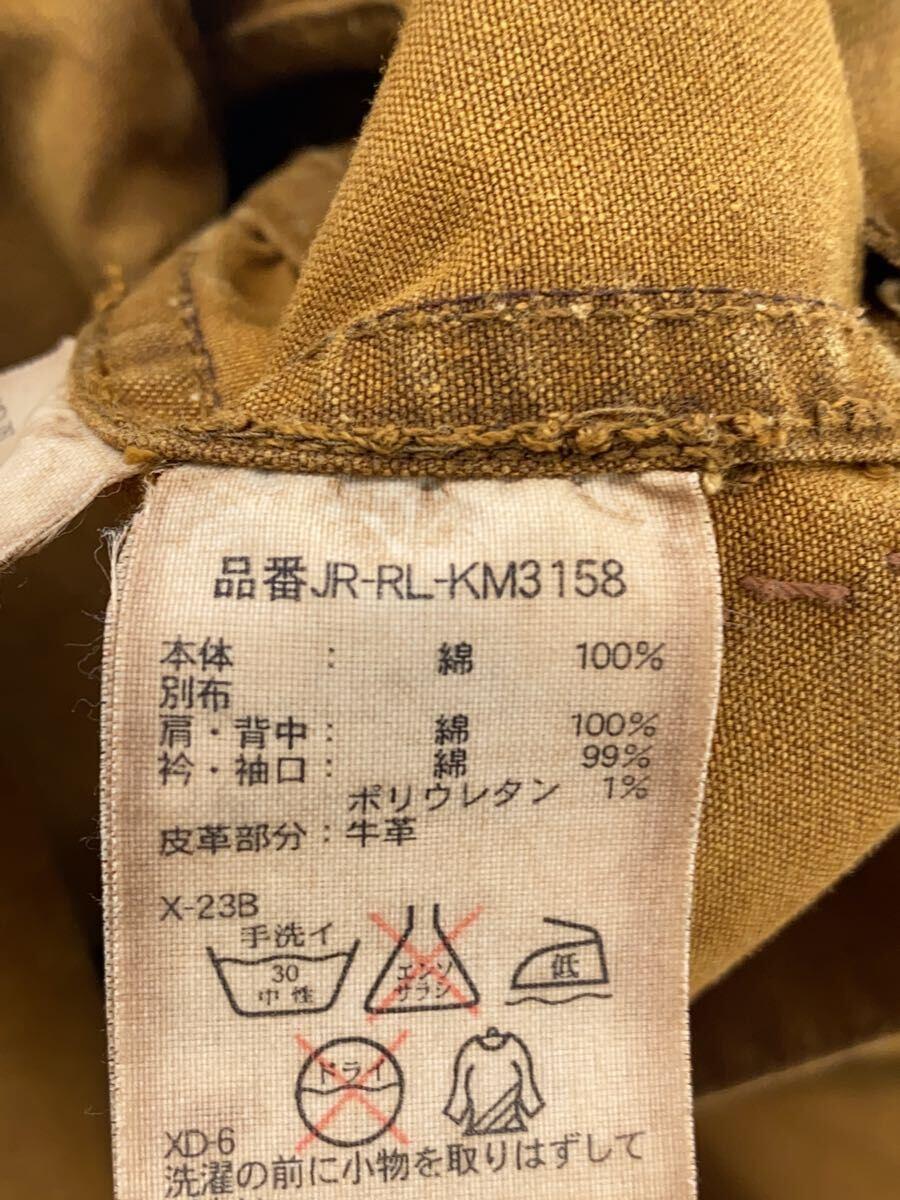 品番JR-RL-KM3158
本体 : 綿 100%
別布
肩・背中 : 綿 100%
衿・袖口 : 綿 99%
ポリウレタン 1%
皮革部分 : 牛革
X-23B
手洗イ
30
中性
エンソ
サラシ
低
ドライ
XD-6
洗濯の前に小物を取りはずして